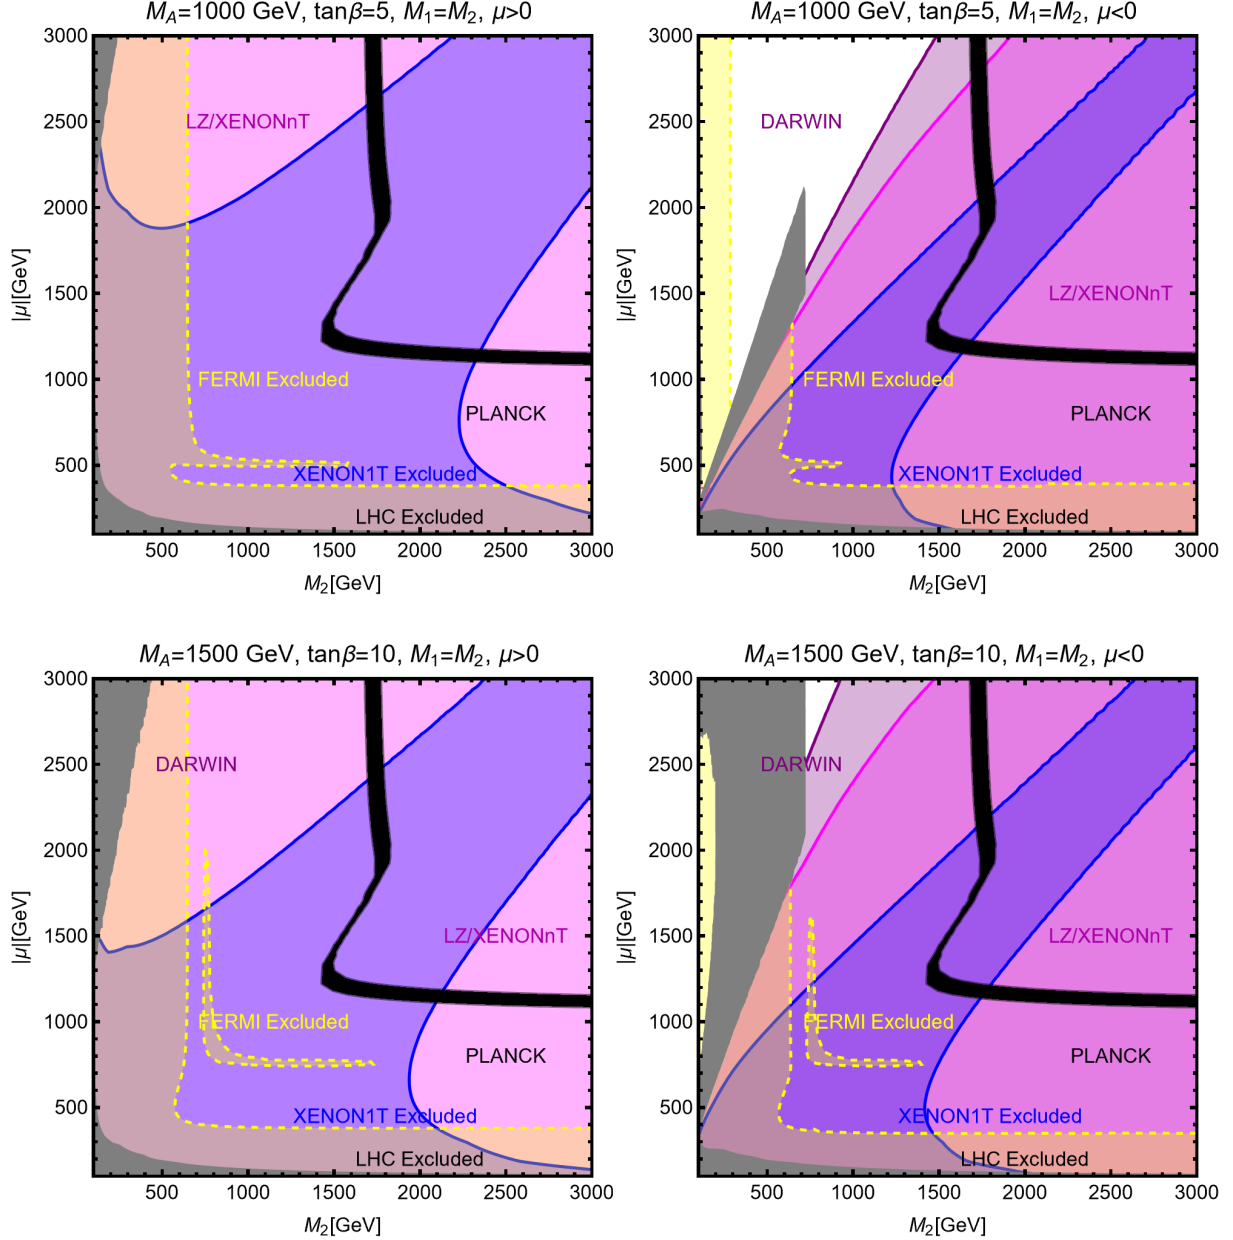 M_A=1000 GeV, tanβ=5, M_1=M_2, μ>0
3000
2500
2000
1500
1000
500
|μ|[GeV]
LZ/XENONnT
FERMI Excluded
PLANCK
XENON1T Excluded
LHC Excluded
500 1000 1500 2000 2500 3000
M_2[GeV]
M_A=1000 GeV, tanβ=5, M_1=M_2, μ<0
3000
2500
2000
1500
1000
500
|μ|[GeV]
DARWIN
LZ/XENONnT
FERMI Excluded
PLANCK
XENON1T Excluded
LHC Excluded
500 1000 1500 2000 2500 3000
M_2[GeV]
M_A=1500 GeV, tanβ=10, M_1=M_2, μ>0
3000
2500
2000
1500
1000
500
|μ|[GeV]
DARWIN
LZ/XENONnT
FERMI Excluded
PLANCK
XENON1T Excluded
LHC Excluded
500 1000 1500 2000 2500 3000
M_2[GeV]
M_A=1500 GeV, tanβ=10, M_1=M_2, μ<0
3000
2500
2000
1500
1000
500
|μ|[GeV]
DARWIN
LZ/XENONnT
FERMI Excluded
PLANCK
XENON1T Excluded
LHC Excluded
500 1000 1500 2000 2500 3000
M_2[GeV]